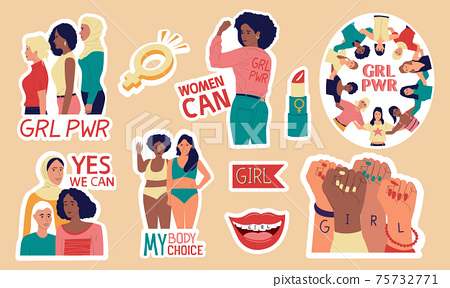 GRL PWR
WOMEN
CAN
GRL
PWR
GRL
PWR
YES
WE CAN
MY BODY
CHOICE
GIRL
GIRL
G I R L
75732771